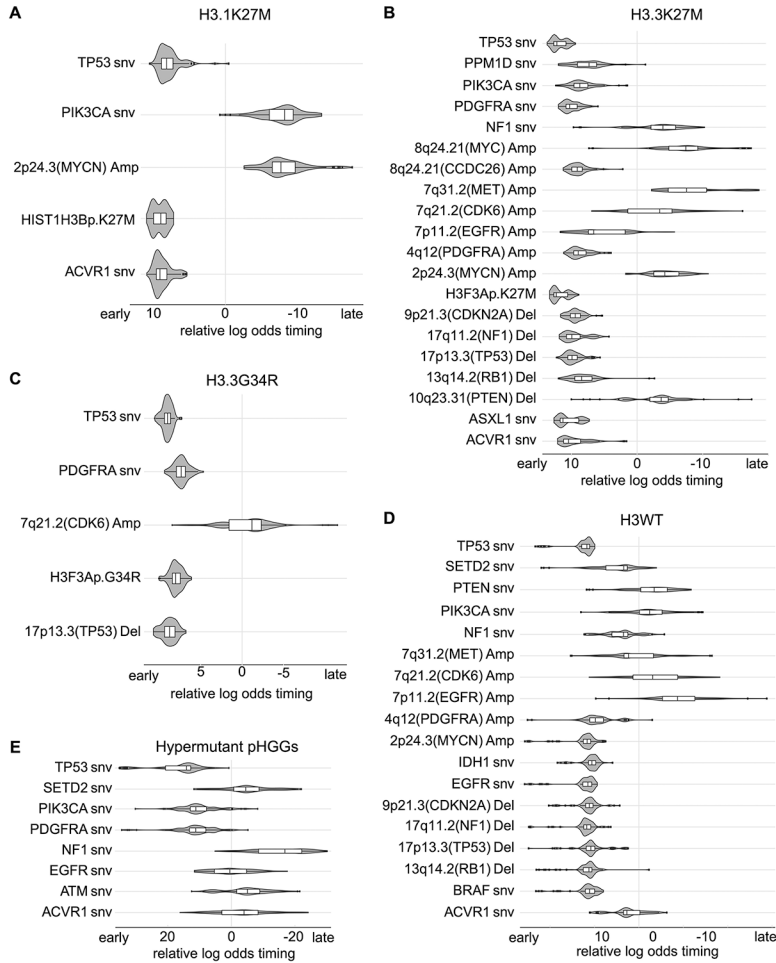 A
H3.1K27M
TP53 snv
PIK3CA snv
2p24.3(MYCN) Amp
HIST1H3Bp.K27M
ACVR1 snv
early
10
0
-10
late
relative log odds timing
B
H3.3K27M
TP53 snv
PPM1D snv
PIK3CA snv
PDGFRA snv
NF1 snv
8q24.21(MYC) Amp
8q24.21(CCDC26) Amp
7q31.2(MET) Amp
7q21.2(CDK6) Amp
7p11.2(EGFR) Amp
4q12(PDGFRA) Amp
2p24.3(MYCN) Amp
H3F3Ap.K27M
9p21.3(CDKN2A) Del
17q11.2(NF1) Del
17p13.3(TP53) Del
13q14.2(RB1) Del
10q23.31(PTEN) Del
ASXL1 snv
ACVR1 snv
early
10
0
-10
late
relative log odds timing
C
H3.3G34R
TP53 snv
PDGFRA snv
7q21.2(CDK6) Amp
H3F3Ap.G34R
17p13.3(TP53) Del
early
5
0
-5
late
relative log odds timing
D
H3WT
TP53 snv
SETD2 snv
PTEN snv
PIK3CA snv
NF1 snv
7q31.2(MET) Amp
7q21.2(CDK6) Amp
7p11.2(EGFR) Amp
4q12(PDGFRA) Amp
2p24.3(MYCN) Amp
IDH1 snv
EGFR snv
9p21.3(CDKN2A) Del
17q11.2(NF1) Del
17p13.3(TP53) Del
13q14.2(RB1) Del
BRAF snv
ACVR1 snv
early
10
0
-10
late
relative log odds timing
E
Hypermutant pHGGs
TP53 snv
SETD2 snv
PIK3CA snv
PDGFRA snv
NF1 snv
EGFR snv
ATM snv
ACVR1 snv
early
20
0
-20
late
relative log odds timing